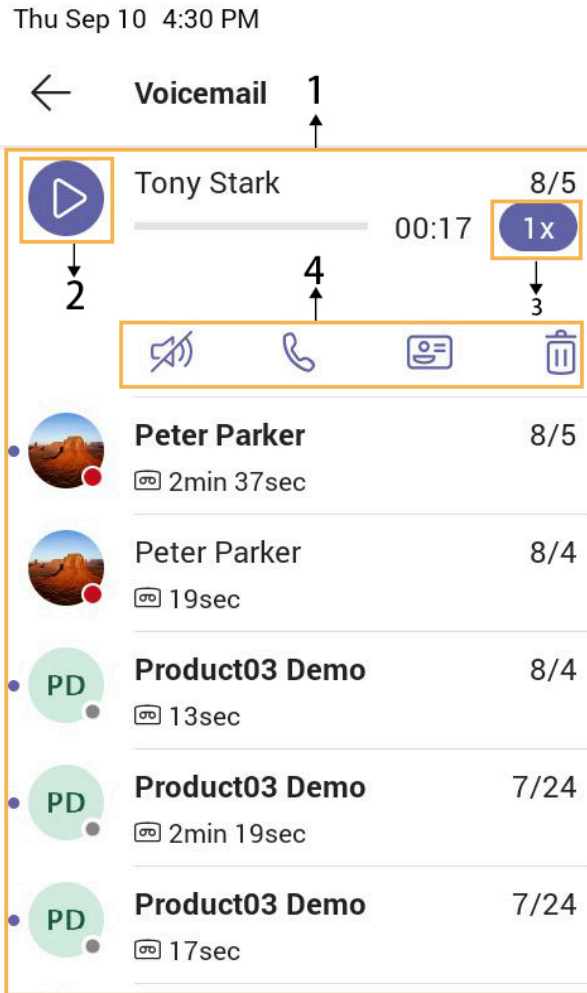 Thu Sep 10 4:30 PM
Voicemail 1
Tony Stark 8/5
00:17 1x
2 4 3
Peter Parker 8/5
2min 37sec
Peter Parker 8/4
19sec
PD Product03 Demo 8/4
13sec
PD Product03 Demo 7/24
2min 19sec
PD Product03 Demo 7/24
17sec